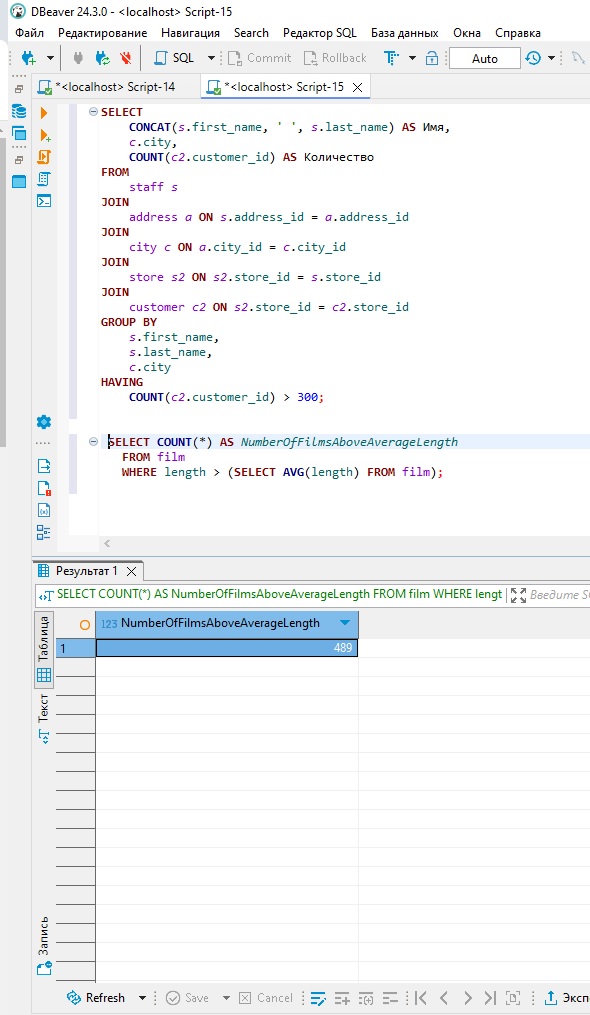 DBeaver 24.3.0 - <localhost> Script-15
Файл Редактирование Навигация Search Редактор SQL База данных Окна Справка
SQL Commit Rollback Auto
*<localhost> Script-14 *<localhost> Script-15
SELECT
CONCAT(s.first_name, ' ', s.last_name) AS Имя,
c.city,
COUNT(c2.customer_id) AS Количество
FROM
staff s
JOIN
address a ON s.address_id = a.address_id
JOIN
city c ON a.city_id = c.city_id
JOIN
store s2 ON s2.store_id = s.store_id
JOIN
customer c2 ON s2.store_id = c2.store_id
GROUP BY
s.first_name,
s.last_name,
c.city
HAVING
COUNT(c2.customer_id) > 300;
SELECT COUNT(*) AS NumberOfFilmsAboveAverageLength
FROM film
WHERE length > (SELECT AVG(length) FROM film);
Результат 1
SELECT COUNT(*) AS NumberOfFilmsAboveAverageLength FROM film WHERE lengt Введите S
Таблица
123 NumberOfFilmsAboveAverageLength
1 489
Текст
Запись
Refresh Save Cancel Эксп